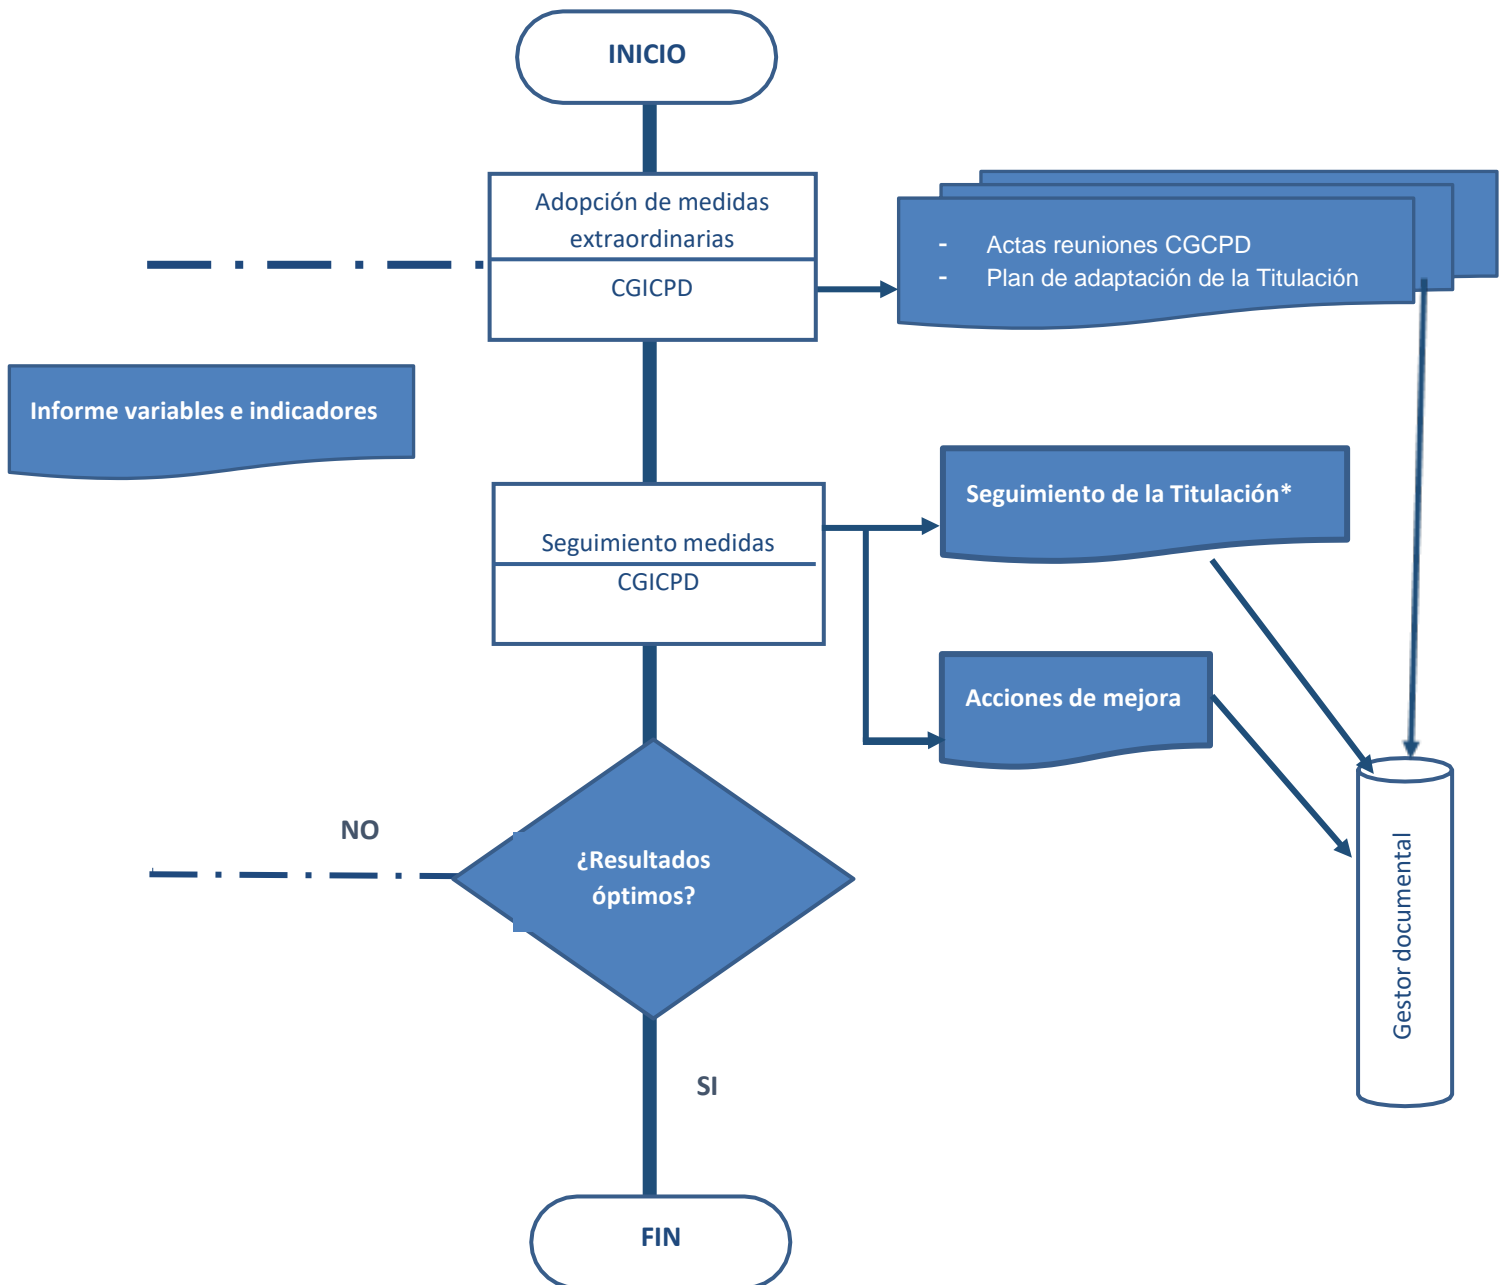 INICIO
Adopción de medidas
extraordinarias
CGICPD
- Actas reuniones CGCPD
- Plan de adaptación de la Titulación
Informe variables e indicadores
Seguimiento medidas
CGICPD
Seguimiento de la Titulación*
Acciones de mejora
NO
¿Resultados
óptimos?
Gestor documental
SI
FIN